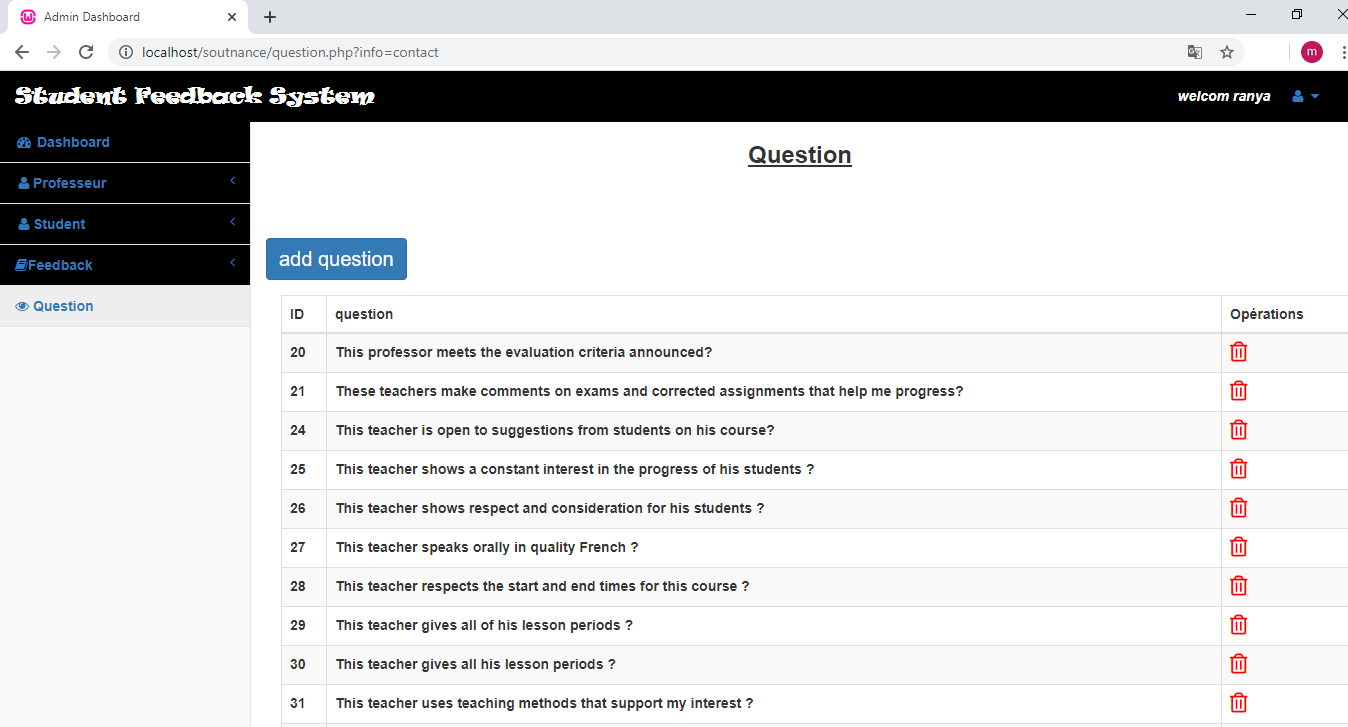 Admin Dashboard
localhost/soutnance/question.php?info=contact
m
Student Feedback System
welcom ranya
Dashboard
Professeur
Student
Feedback
Question
Question
add question
ID question Opérations
20 This professor meets the evaluation criteria announced?
21 These teachers make comments on exams and corrected assignments that help me progress?
24 This teacher is open to suggestions from students on his course?
25 This teacher shows a constant interest in the progress of his students ?
26 This teacher shows respect and consideration for his students ?
27 This teacher speaks orally in quality French ?
28 This teacher respects the start and end times for this course ?
29 This teacher gives all of his lesson periods ?
30 This teacher gives all his lesson periods ?
31 This teacher uses teaching methods that support my interest ?